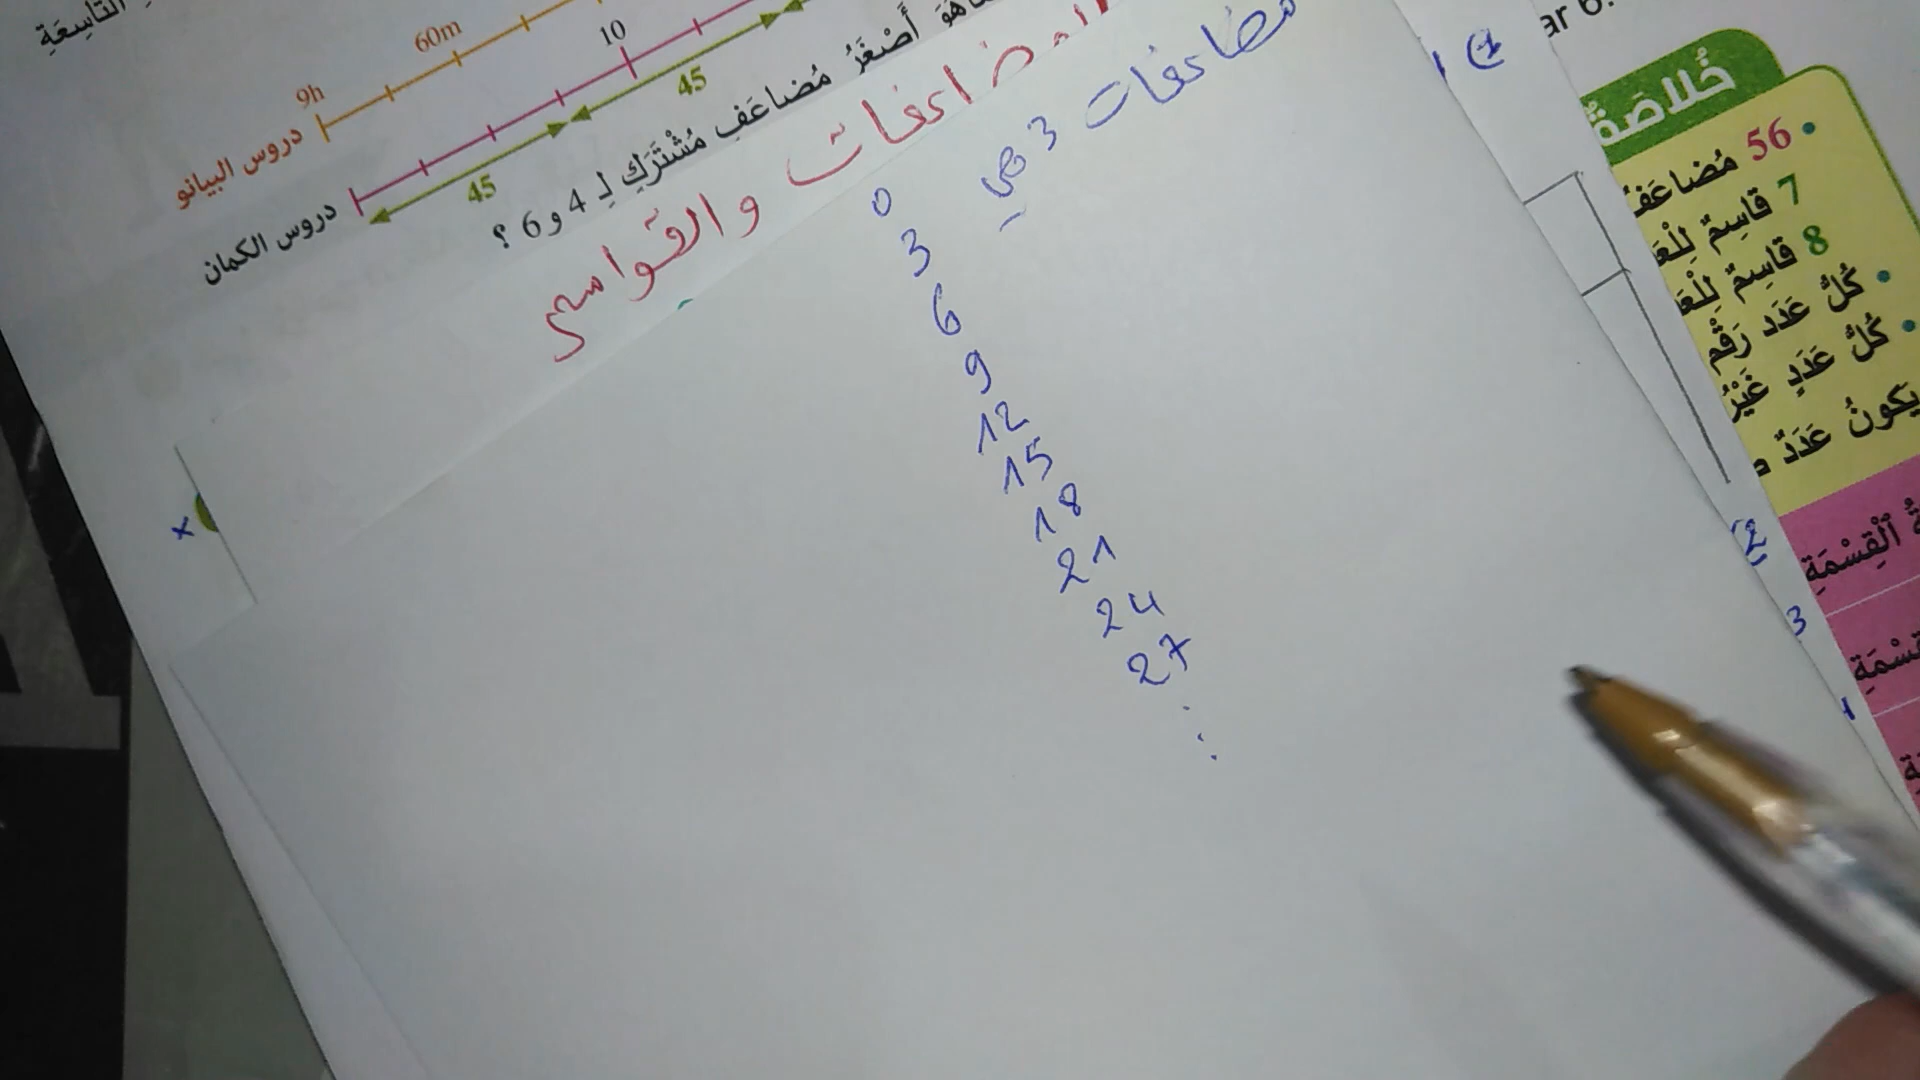 التَّاسِعَةِ
60m
9h
دروس البيانو
10
45
45
دروس الكمان
أَصْغَرُ مُضاعَفٍ مُشْتَرَكٍ لِـ 4 و 6 ؟
المضاعفات والقواسم
مضاعفات 3 هي
0
3
6
9
12
15
18
21
24
27
خُلاصَةٌ
56 مُضاعَفٌ
7 قاسِمٌ
8 قاسِمٌ
كُلُّ عَدَدٍ
كُلُّ عَدَدٍ غَيْرُ
يَكونُ عَدَدٌ
ٱلْقِسْمَةِ
2
3
x